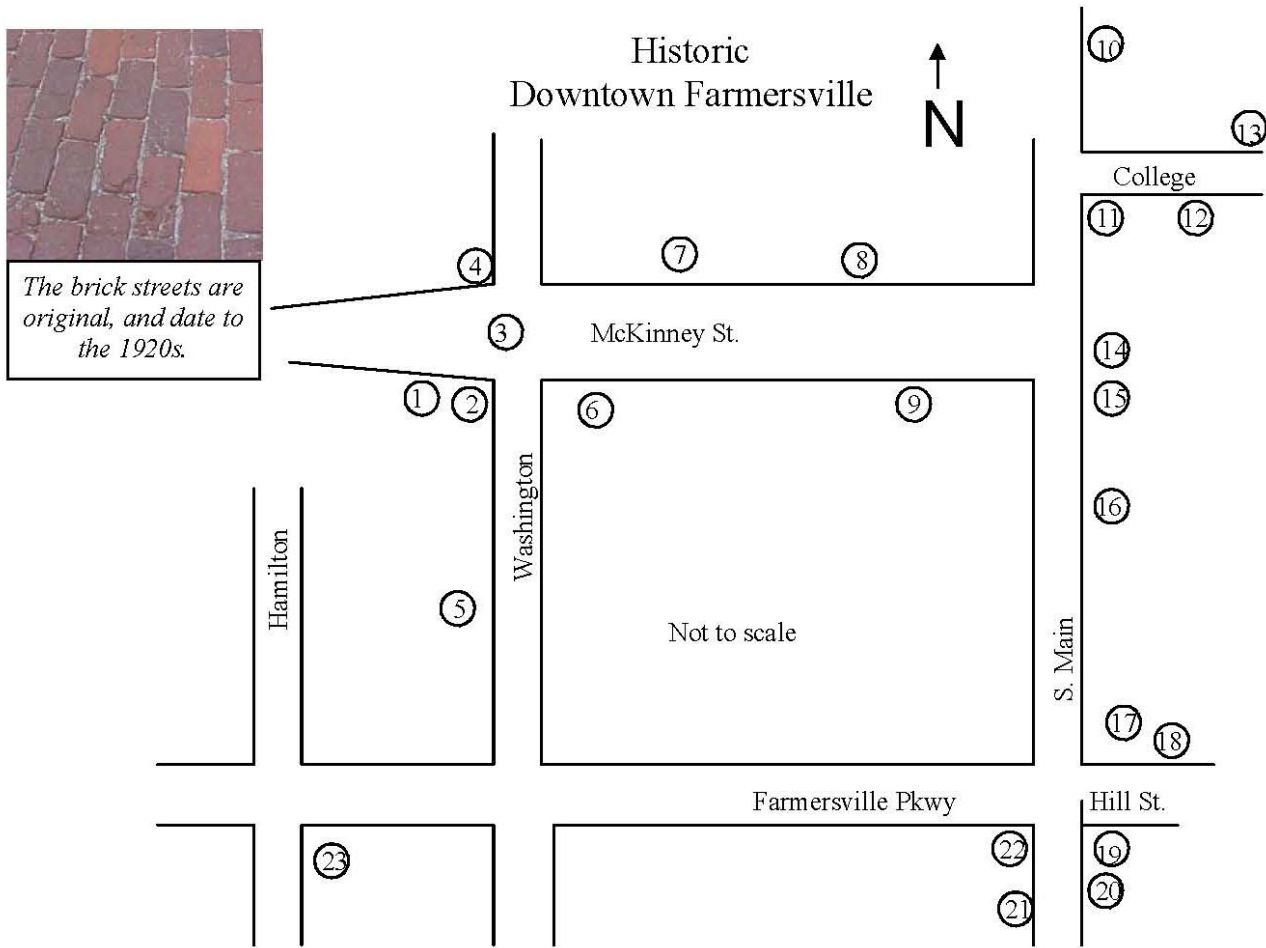 Historic
Downtown Farmersville
N
The brick streets are
original, and date to
the 1920s.
10
13
College
11
12
4
7
8
3
McKinney St.
14
1
2
6
9
15
16
Washington
Hamilton
5
Not to scale
S. Main
17
18
Farmersville Pkwy
Hill St.
23
22
19
20
21